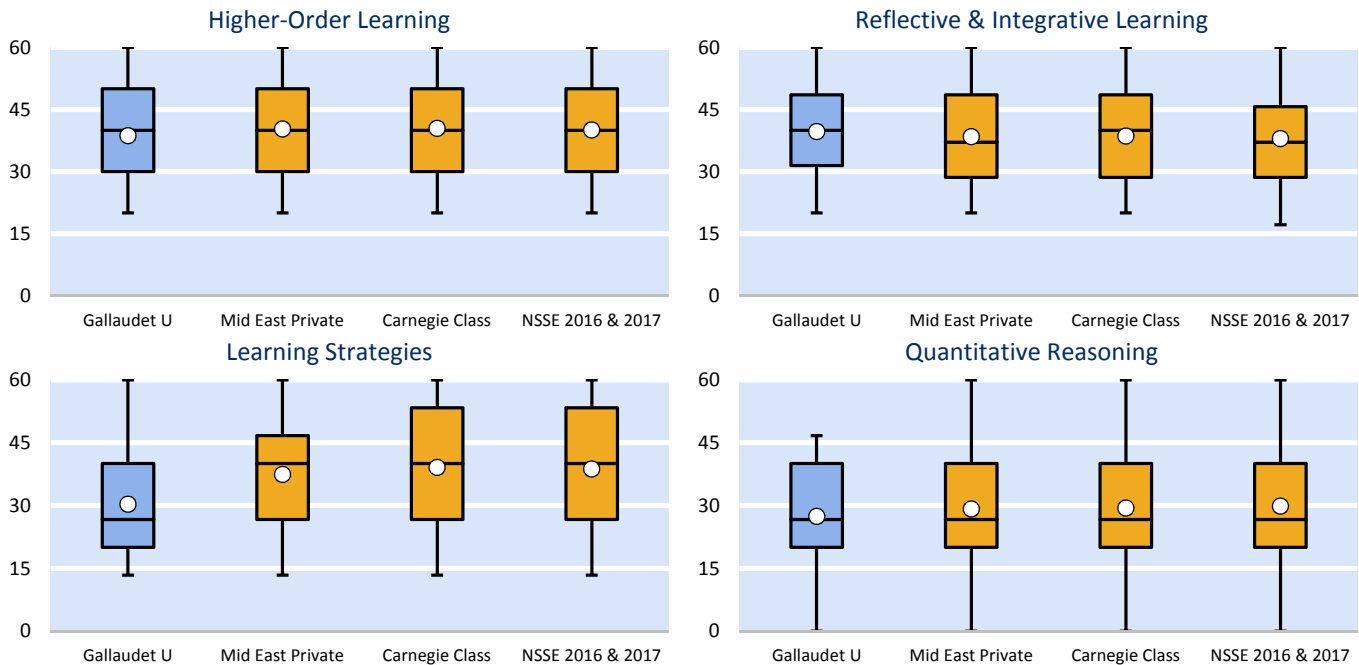 Higher-Order Learning
60
45
30
15
0
Gallaudet U Mid East Private Carnegie Class NSSE 2016 & 2017
Reflective & Integrative Learning
60
45
30
15
0
Gallaudet U Mid East Private Carnegie Class NSSE 2016 & 2017
Learning Strategies
60
45
30
15
0
Gallaudet U Mid East Private Carnegie Class NSSE 2016 & 2017
Quantitative Reasoning
60
45
30
15
0
Gallaudet U Mid East Private Carnegie Class NSSE 2016 & 2017